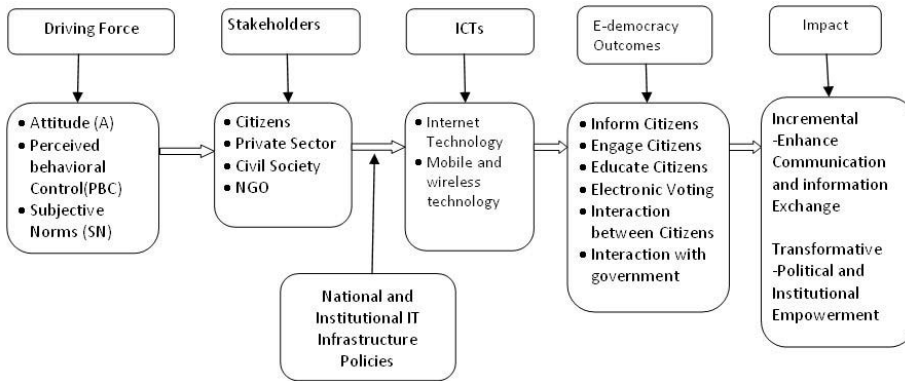 Driving Force
Stakeholders
ICTs
E-democracy
Outcomes
Impact
• Attitude (A)
• Perceived
behavioral
Control(PBC)
• Subjective
Norms (SN)
• Citizens
• Private Sector
• Civil Society
• NGO
• Internet
Technology
• Mobile and
wireless
technology
• Inform Citizens
• Engage Citizens
• Educate Citizens
• Electronic Voting
• Interaction
between Citizens
• Interaction with
government
Incremental
-Enhance
Communication
and information
Exchange
Transformative
-Political and
Institutional
Empowerment
National and
Institutional IT
Infrastructure
Policies